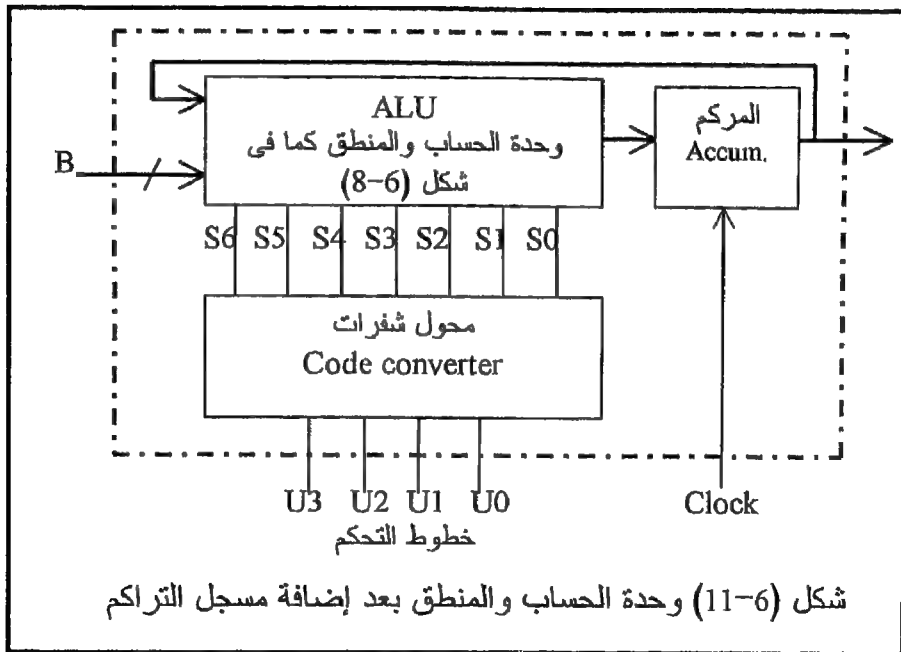 ALU
وحدة الحساب والمنطق كما فى
شكل (6-8)
المركم
Accum.
B
S6 S5 S4 S3 S2 S1 S0
محول شفرات
Code converter
U3 U2 U1 U0
Clock
خطوط التحكم
شكل (6-11) وحدة الحساب والمنطق بعد إضافة مسجل التراكم